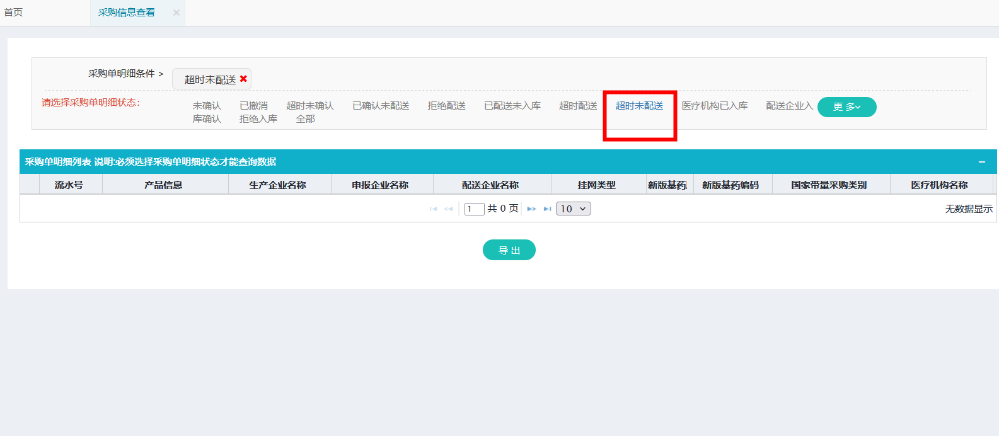 首页 采购信息查看
采购单明细条件 > 超时未配送
请选择采购单明细状态: 未确认 已撤消 超时未确认 已确认未配送 拒绝配送 已配送未入库 超时配送 超时未配送 医疗机构已入库 配送企业入 更多
库确认 拒绝入库 全部
采购单明细列表 说明:必须选择采购单明细状态才能查询数据
流水号 产品信息 生产企业名称 申报企业名称 配送企业名称 挂网类型 新版基药 新版基药编码 国家带量采购类别 医疗机构名称
1 共 0 页 10 无数据显示
导出